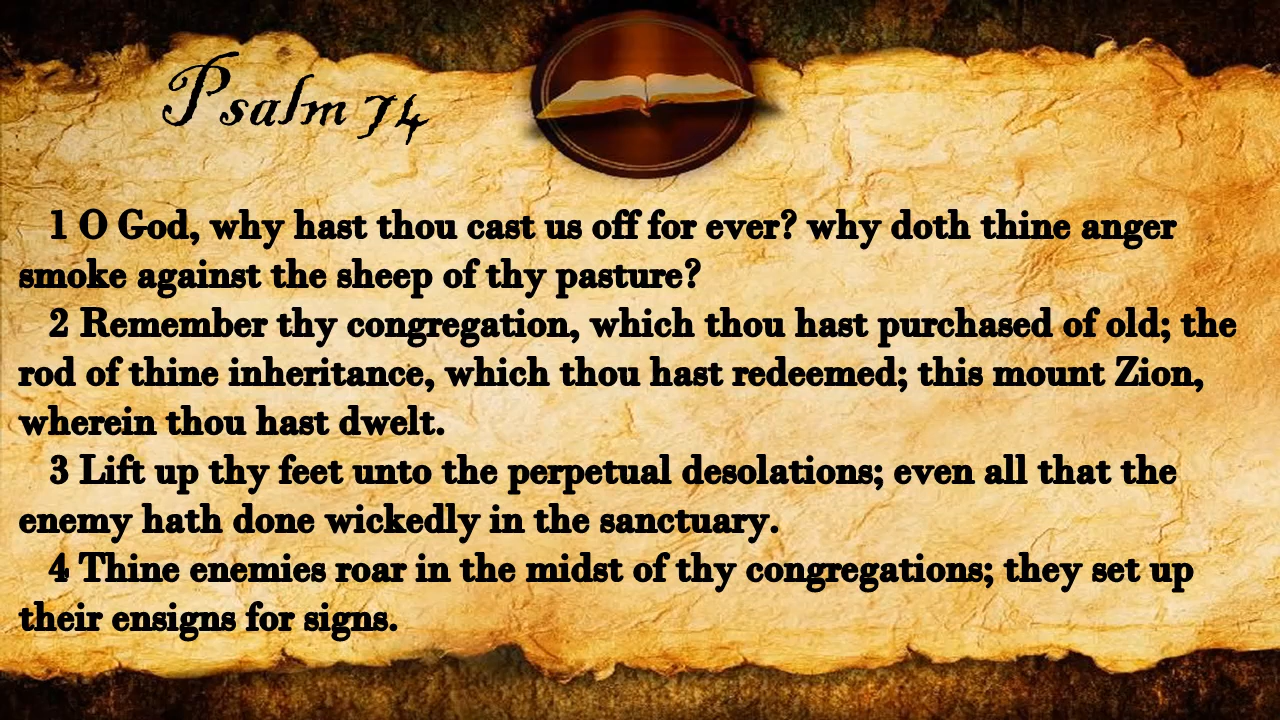 Psalm 74
1 O God, why hast thou cast us off for ever? why doth thine anger
smoke against the sheep of thy pasture?
2 Remember thy congregation, which thou hast purchased of old; the
rod of thine inheritance, which thou hast redeemed; this mount Zion,
wherein thou hast dwelt.
3 Lift up thy feet unto the perpetual desolations; even all that the
enemy hath done wickedly in the sanctuary.
4 Thine enemies roar in the midst of thy congregations; they set up
their ensigns for signs.